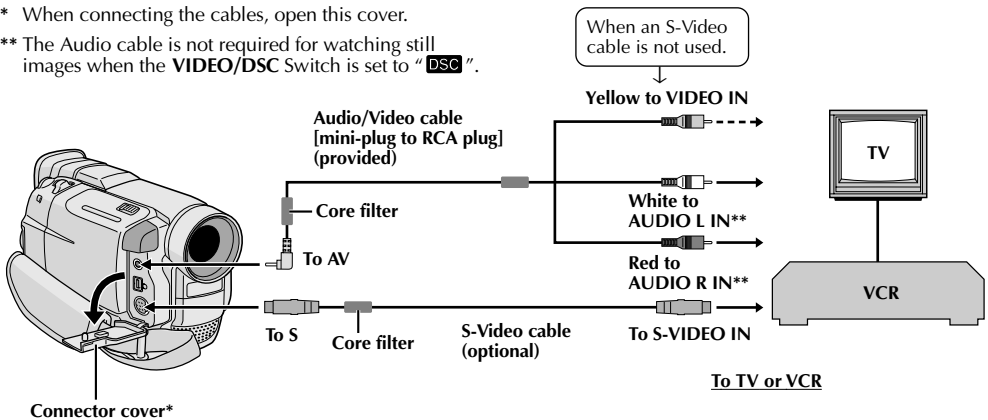 * When connecting the cables, open this cover.
** The Audio cable is not required for watching still
images when the VIDEO/DSC Switch is set to “ DSC ”.
When an S-Video
cable is not used.
Yellow to VIDEO IN
Audio/Video cable
[mini-plug to RCA plug]
(provided)
TV
Core filter
White to
AUDIO L IN**
To AV
Red to
AUDIO R IN**
VCR
To S
Core filter
S-Video cable
(optional)
To S-VIDEO IN
To TV or VCR
Connector cover*